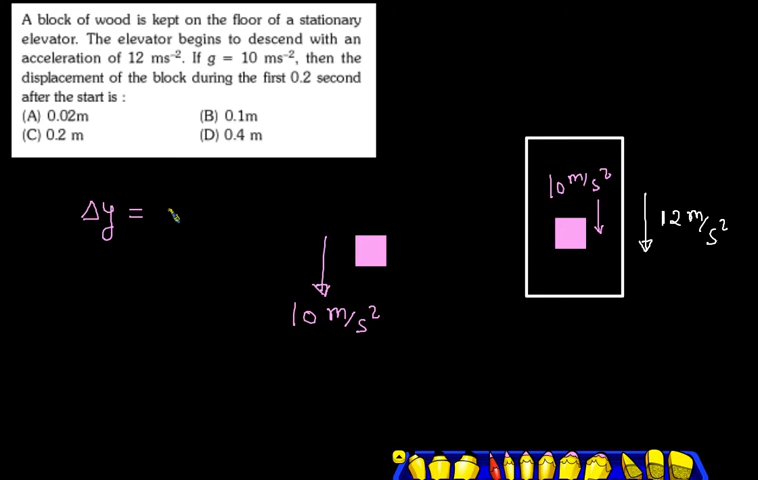 A block of wood is kept on the floor of a stationary
elevator. The elevator begins to descend with an
acceleration of 12 ms⁻². If g = 10 ms⁻², then the
displacement of the block during the first 0.2 second
after the start is :
(A) 0.02m (B) 0.1m
(C) 0.2 m (D) 0.4 m
10 m/s²
12 m/s²
Δy =
10 m/s²